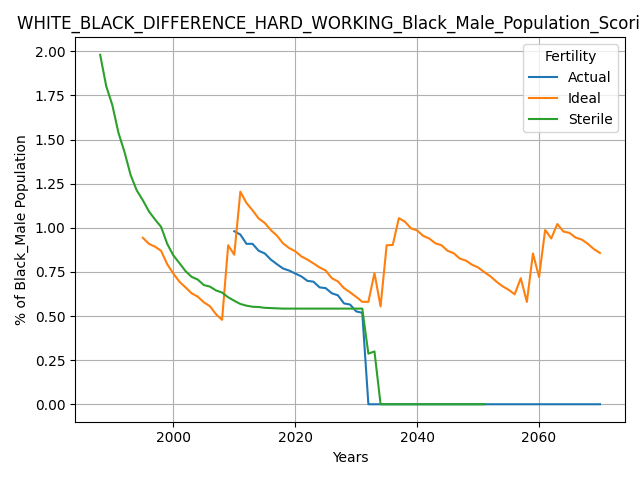 WHITE_BLACK_DIFFERENCE_HARD_WORKING_Black_Male_Population_Scori
2.00
1.75
1.50
1.25
1.00
0.75
0.50
0.25
0.00
% of Black_Male Population
Fertility
Actual
Ideal
Sterile
2000
2020
2040
2060
Years